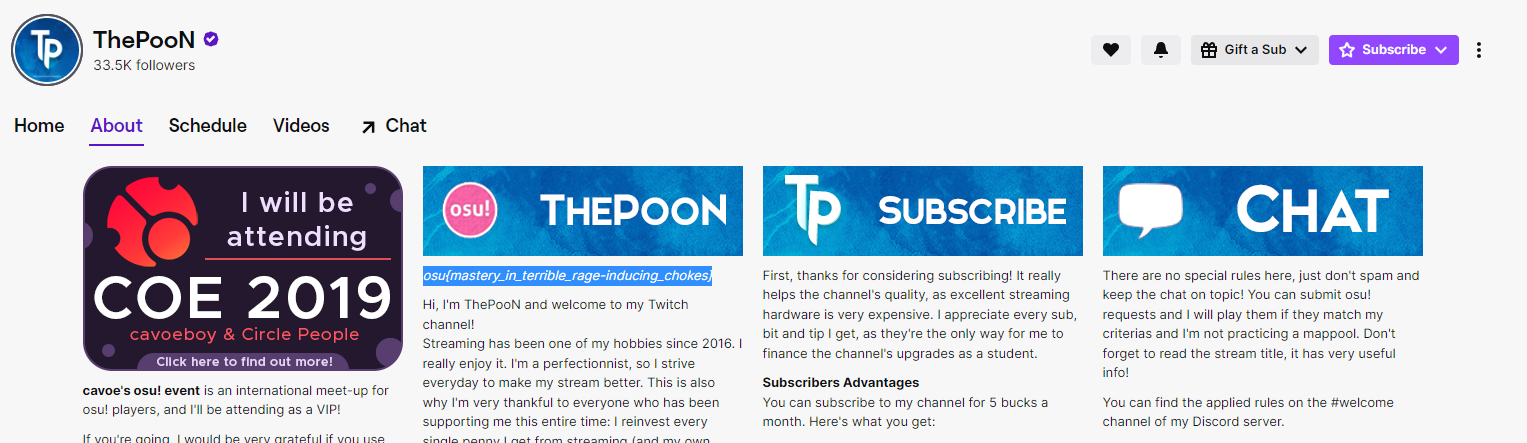 TP
ThePooN
33.5K followers
Gift a Sub
Subscribe
Home
About
Schedule
Videos
Chat
I will be
attending
COE 2019
cavoeboy & Circle People
Click here to find out more!
cavoe's osu! event is an international meet-up for
osu! players, and I'll be attending as a VIP!
If you're going, I would be very grateful if you use
osu!
THEPOON
osu{mastery_in_terrible_rage-inducing_chokes}
Hi, I'm ThePooN and welcome to my Twitch
channel!
Streaming has been one of my hobbies since 2016. I
really enjoy it. I'm a perfectionnist, so I strive
everyday to make my stream better. This is also
why I'm very thankful to everyone who has been
supporting me this entire time: I reinvest every
single penny I get from streaming (and my own
TP
SUBSCRIBE
First, thanks for considering subscribing! It really
helps the channel's quality, as excellent streaming
hardware is very expensive. I appreciate every sub,
bit and tip I get, as they're the only way for me to
finance the channel's upgrades as a student.
Subscribers Advantages
You can subscribe to my channel for 5 bucks a
month. Here's what you get:
CHAT
There are no special rules here, just don't spam and
keep the chat on topic! You can submit osu!
requests and I will play them if they match my
criterias and I'm not practicing a mappool. Don't
forget to read the stream title, it has very useful
info!
You can find the applied rules on the #welcome
channel of my Discord server.